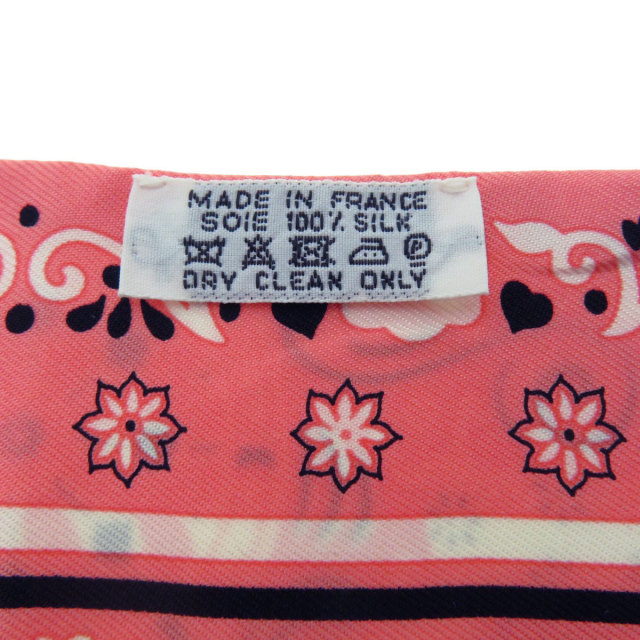 MADE IN FRANCE
SOIE 100% SILK
P
DRY CLEAN ONLY